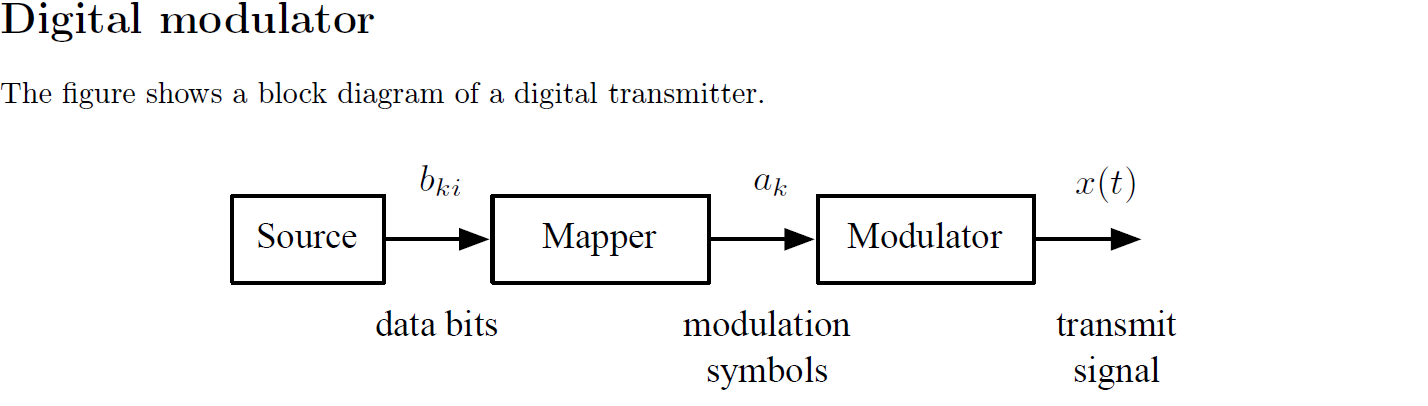 Digital modulator
The figure shows a block diagram of a digital transmitter.
b_{ki} a_k x(t)
Source Mapper Modulator
data bits modulation transmit
symbols signal